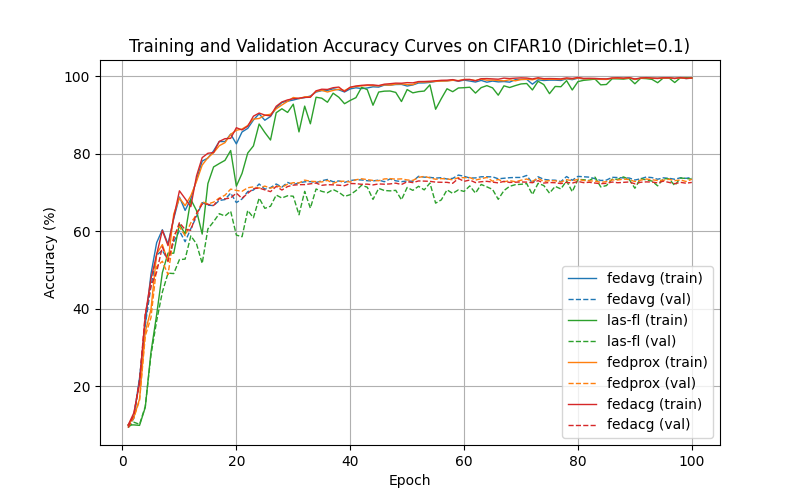 Training and Validation Accuracy Curves on CIFAR10 (Dirichlet=0.1)
Accuracy (%)
100
80
60
40
20
0 20 40 60 80 100
Epoch
fedavg (train)
fedavg (val)
las-fl (train)
las-fl (val)
fedprox (train)
fedprox (val)
fedacg (train)
fedacg (val)